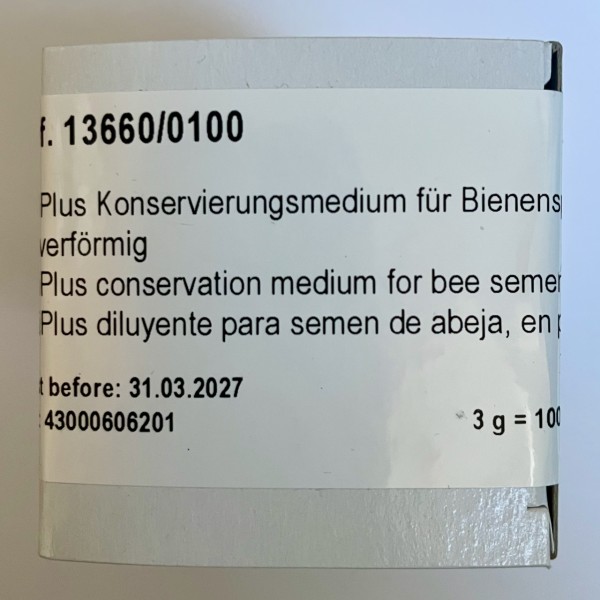 f. 13660/0100
Plus Konservierungsmedium für Bienens
verförmig
Plus conservation medium for bee semen
Plus diluyente para semen de abeja, en p
t before: 31.03.2027
: 43000606201 3 g = 100